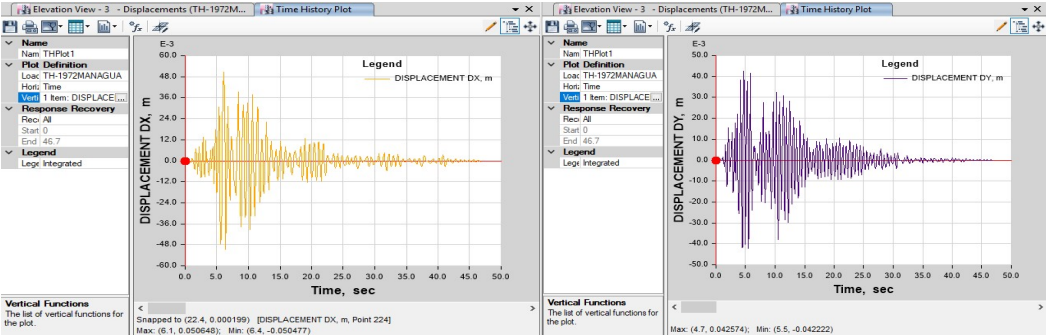 Elevation View - 3 - Displacements (TH-1972M...
Time History Plot
Name
Nam THPlot1
Plot Definition
Loac TH-1972MANAGUA
Horiz Time
Verti 1 Item: DISPLACE ...
Response Recovery
Reco All
Start 0
End 46.7
Legend
Lege Integrated
Vertical Functions
The list of vertical functions for
the plot.
E-3
60.0
48.0
36.0
24.0
12.0
0.0
-12.0
-24.0
-36.0
-48.0
-60.0
DISPLACEMENT DX, m
Legend
DISPLACEMENT DX, m
0.0 5.0 10.0 15.0 20.0 25.0 30.0 35.0 40.0 45.0 50.0
Time, sec
Snapped to (22.4, 0.000199) [DISPLACEMENT DX, m, Point 224]
Max: (6.1, 0.050648); Min: (6.4, -0.050477)
Elevation View - 3 - Displacements (TH-1972M...
Time History Plot
Name
Nam THPlot1
Plot Definition
Loac TH-1972MANAGUA
Horiz Time
Verti 1 Item: DISPLACE ...
Response Recovery
Reco All
Start 0
End 46.7
Legend
Lege Integrated
Vertical Functions
The list of vertical functions for
the plot.
E-3
50.0
40.0
30.0
20.0
10.0
0.0
-10.0
-20.0
-30.0
-40.0
-50.0
DISPLACEMENT DY, m
Legend
DISPLACEMENT DY, m
0.0 5.0 10.0 15.0 20.0 25.0 30.0 35.0 40.0 45.0 50.0
Time, sec
Max: (4.7, 0.042574); Min: (5.5, -0.042222)